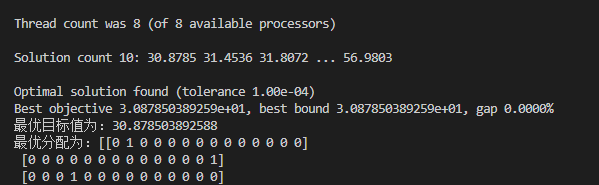 Thread count was 8 (of 8 available processors)
Solution count 10: 30.8785 31.4536 31.8072 ... 56.9803
Optimal solution found (tolerance 1.00e-04)
Best objective 3.087850389259e+01, best bound 3.087850389259e+01, gap 0.0000%
最优目标值为: 30.878503892588
最优分配为: [[0 1 0 0 0 0 0 0 0 0 0 0 0 0]
[0 0 0 0 0 0 0 0 0 0 0 0 0 1]
[0 0 0 1 0 0 0 0 0 0 0 0 0 0]